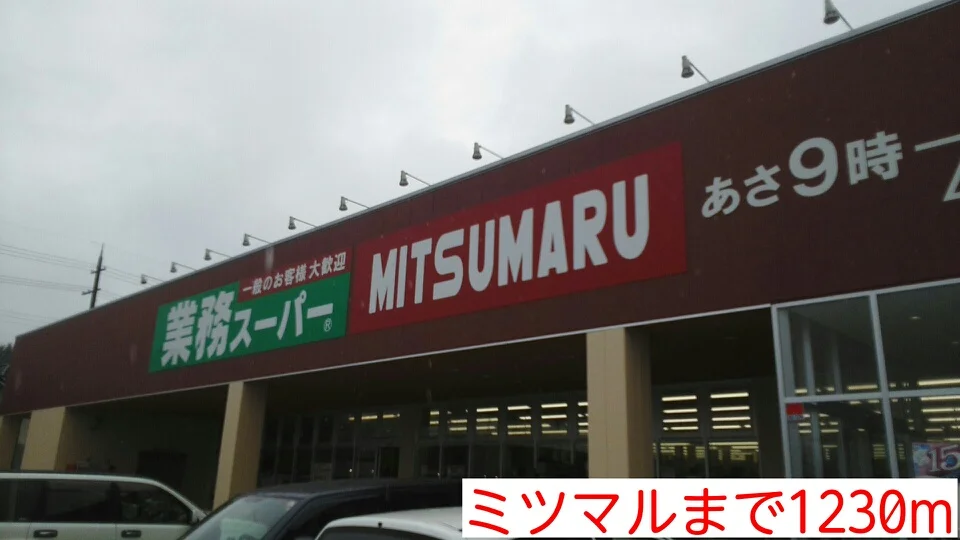 一般のお客様大歓迎
業務スーパー®
MITSUMARU
あさ9時
15
ミツマルまで1230m